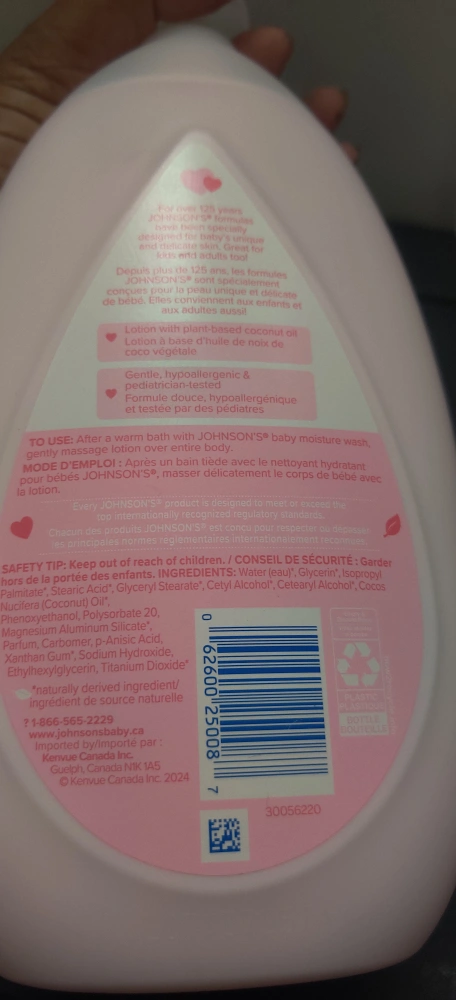 For over 125 years
JOHNSON'S® formulas
have been specially
designed for baby's unique
and delicate skin. Great for
kids and adults too!
Depuis plus de 125 ans, les formules
JOHNSON'S® sont spécialement
conçues pour la peau unique et délicate
de bébé. Elles conviennent aux enfants et
aux adultes aussi!
Lotion with plant-based coconut oil
Lotion à base d'huile de noix de
coco végétale
Gentle, hypoallergenic &
pediatrician-tested
Formule douce, hypoallergénique
et testée par des pédiatres
TO USE: After a warm bath with JOHNSON'S® baby moisture wash,
gently massage lotion over entire body.
MODE D'EMPLOI : Après un bain tiède avec le nettoyant hydratant
pour bébés JOHNSON'S®, masser délicatement le corps de bébé avec
la lotion.
Every JOHNSON'S® product is designed to meet or exceed the
top internationally recognized regulatory standards.
Chacun des produits JOHNSON'S® est conçu pour respecter ou dépasser
les principales normes réglementaires internationalement reconnues.
SAFETY TIP: Keep out of reach of children. / CONSEIL DE SÉCURITÉ : Garder
hors de la portée des enfants. INGREDIENTS: Water (eau)*, Glycerin*, Isopropyl
Palmitate*, Stearic Acid*, Glyceryl Stearate*, Cetyl Alcohol*, Cetearyl Alcohol*, Cocos
Nucifera (Coconut) Oil*,
Phenoxyethanol, Polysorbate 20,
Magnesium Aluminum Silicate*,
Parfum, Carbomer, p-Anisic Acid,
Xanthan Gum*, Sodium Hydroxide,
Ethylhexylglycerin, Titanium Dioxide*
*naturally derived ingredient/
ingrédient de source naturelle
? 1-866-565-2229
www.johnsonsbaby.ca
Imported by/Importé par :
Kenvue Canada Inc.
Guelph, Canada N1K 1A5
© Kenvue Canada Inc. 2024
0 62600 25008 7
30056220
PLASTIC
PLASTIQUE
BOTTLE
BOUTEILLE